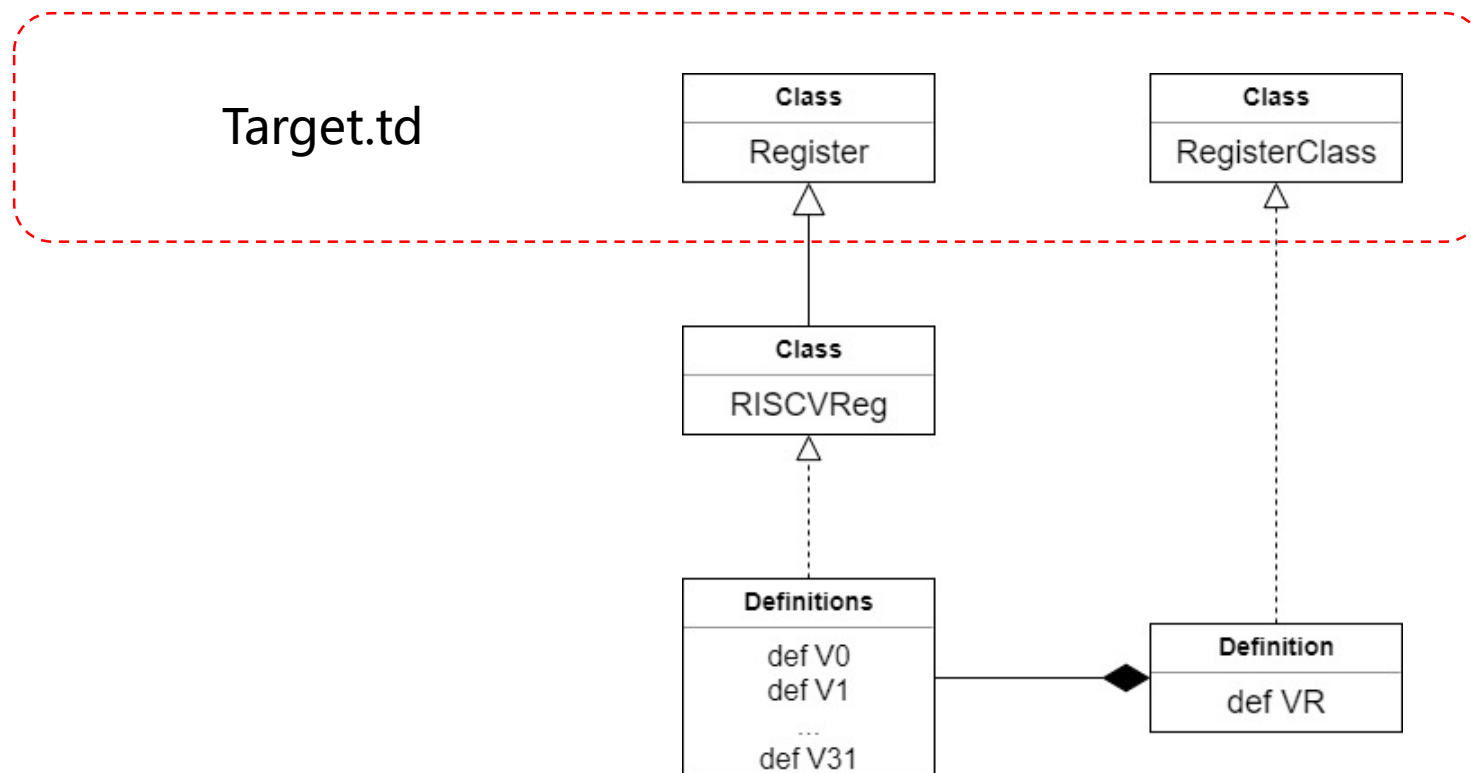 Target.td
Class
Register
Class
RegisterClass
Class
RISCVReg
Definitions
def V0
def V1
...
def V31
Definition
def VR